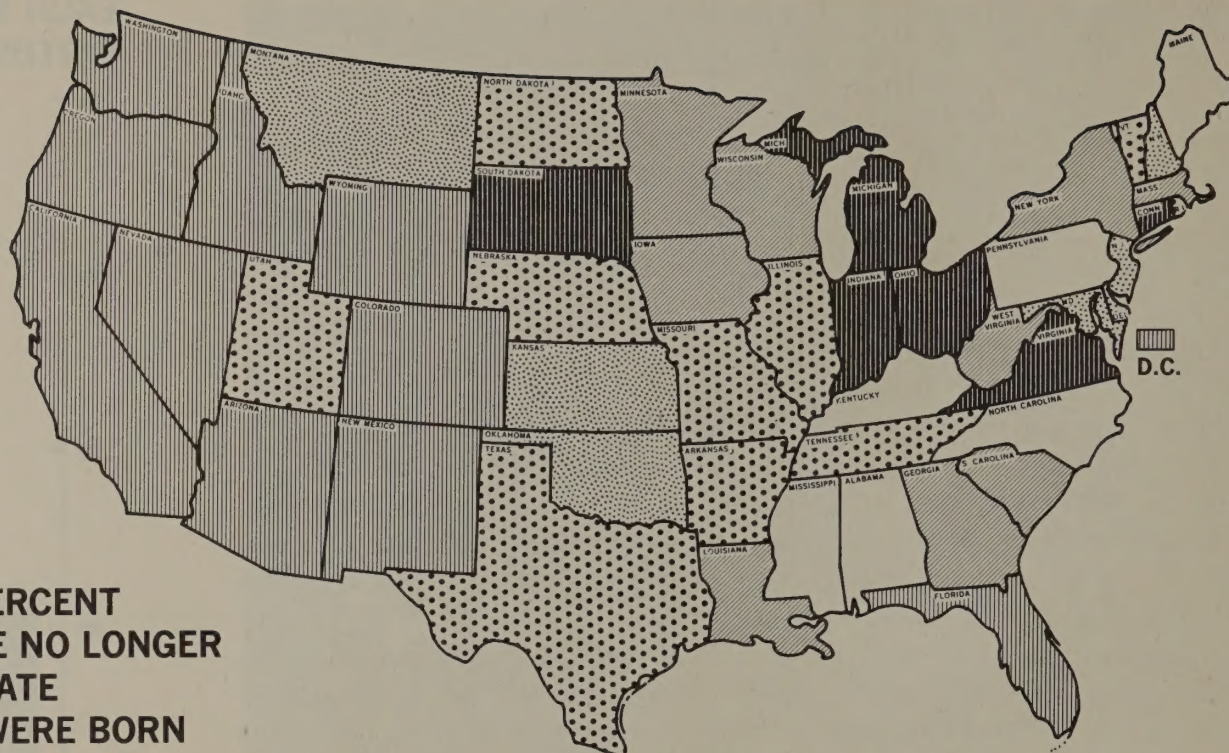 WASHINGTON
MONTANA
NORTH DAKOTA
MINNESOTA
MAINE
OREGON
IDAHO
MICH
VT.
WISCONSIN
SOUTH DAKOTA
WYOMING
MICHIGAN
MASS
NEW YORK
CONN
CALIFORNIA
NEVADA
UTAH
NEBRASKA
IOWA
PENNSYLVANIA
ILLINOIS
INDIANA
OHIO
COLORADO
MISSOURI
WEST
VIRGINIA
VIRGINIA
DEL
KANSAS
D.C.
KENTUCKY
NORTH CAROLINA
ARIZONA
NEW MEXICO
OKLAHOMA
TEXAS
ARKANSAS
TENNESSEE
MISSISSIPPI
ALABAMA
GEORGIA
S. CAROLINA
LOUISIANA
FLORIDA
ERCENT
E NO LONGER
ATE
WERE BORN